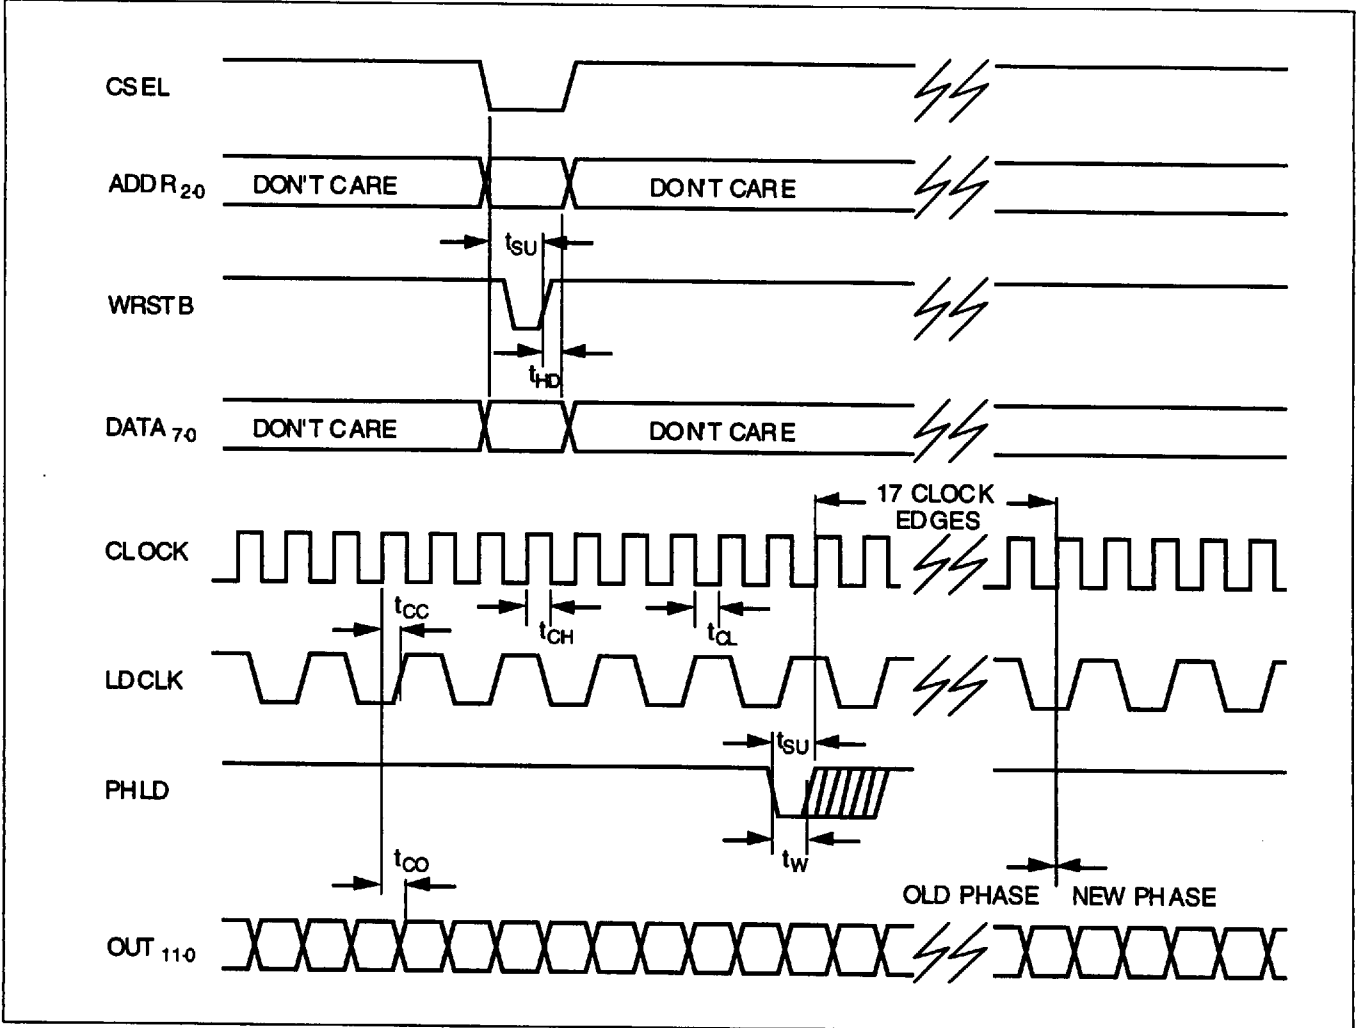 CSEL
ADDR 2-0
DON'T CARE
DON'T CARE
tSU
WRSTB
tHD
DATA 7-0
DON'T CARE
DON'T CARE
17 CLOCK
EDGES
CLOCK
tCC
tCH
tCL
LDCLK
tSU
PHLD
tW
tCO
OLD PHASE
NEW PHASE
OUT 11-0